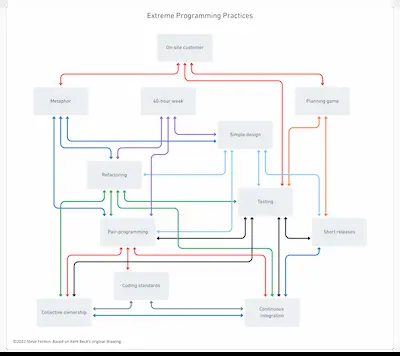 Extreme Programming Practices
On-site customer
Metaphor
40-hour week
Planning game
Simple design
Refactoring
Testing
Pair-programming
Short releases
Coding standards
Collective ownership
Continuous
integration
©2022 Steve Fenton. Based on Kent Beck's original drawing.